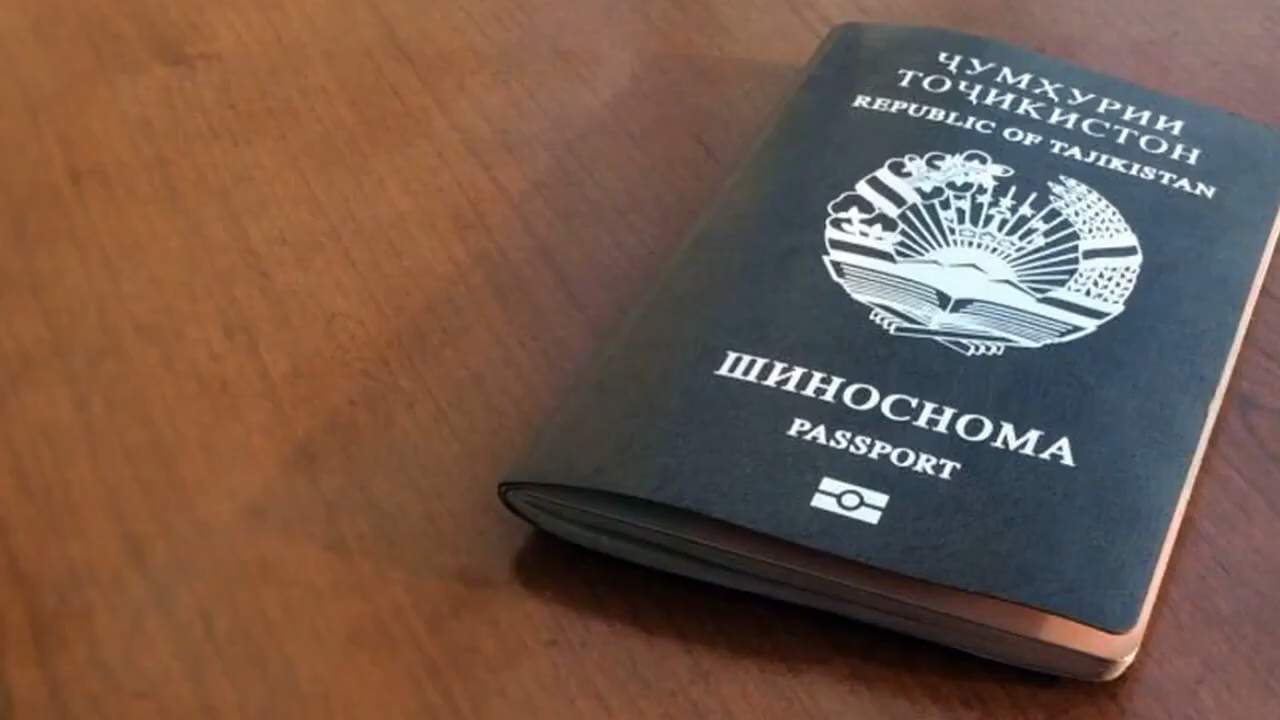 ҶУМҲУРИИ
ТОҶИКИСТОН
REPUBLIC OF TAJIKISTAN
ШИНОСНОМА
PASSPORT